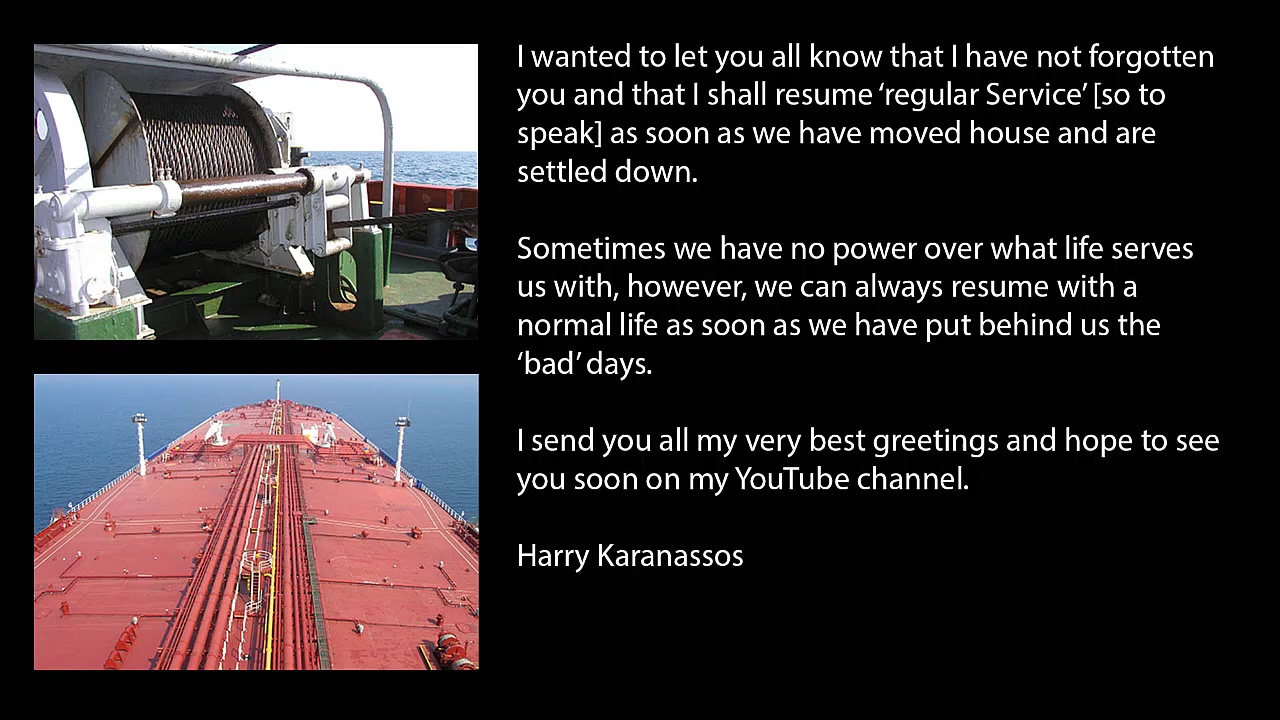 I wanted to let you all know that I have not forgotten
you and that I shall resume ‘regular Service’ [so to
speak] as soon as we have moved house and are
settled down.
Sometimes we have no power over what life serves
us with, however, we can always resume with a
normal life as soon as we have put behind us the
‘bad’ days.
I send you all my very best greetings and hope to see
you soon on my YouTube channel.
Harry Karanassos